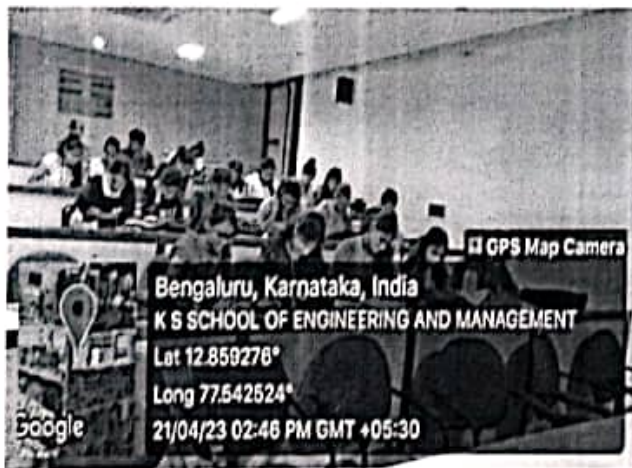 GPS Map Camera
Bengaluru, Karnataka, India
K S SCHOOL OF ENGINEERING AND MANAGEMENT
Lat 12.859276°
Long 77.542524°
21/04/23 02:46 PM GMT +05:30
Google